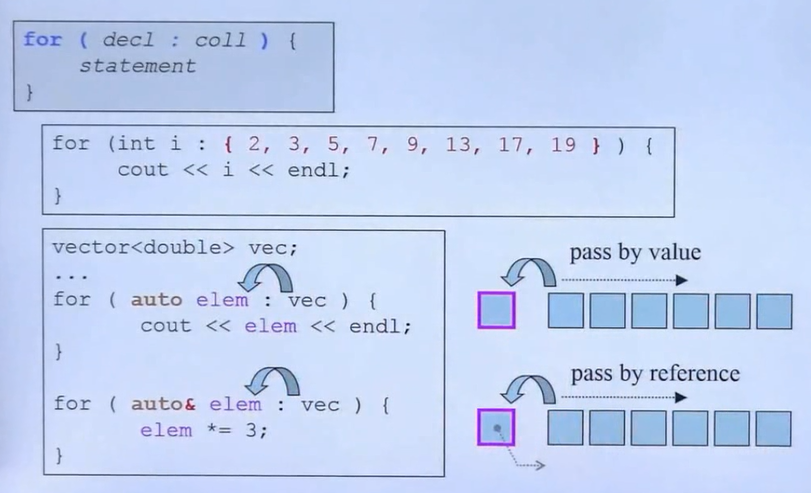 for ( decl : coll ) {
statement
}
for (int i : { 2, 3, 5, 7, 9, 13, 17, 19 } ) {
cout << i << endl;
}
vector<double> vec;
...
for ( auto elem : vec ) {
cout << elem << endl;
}
for ( auto& elem : vec ) {
elem *= 3;
}
pass by value
pass by reference